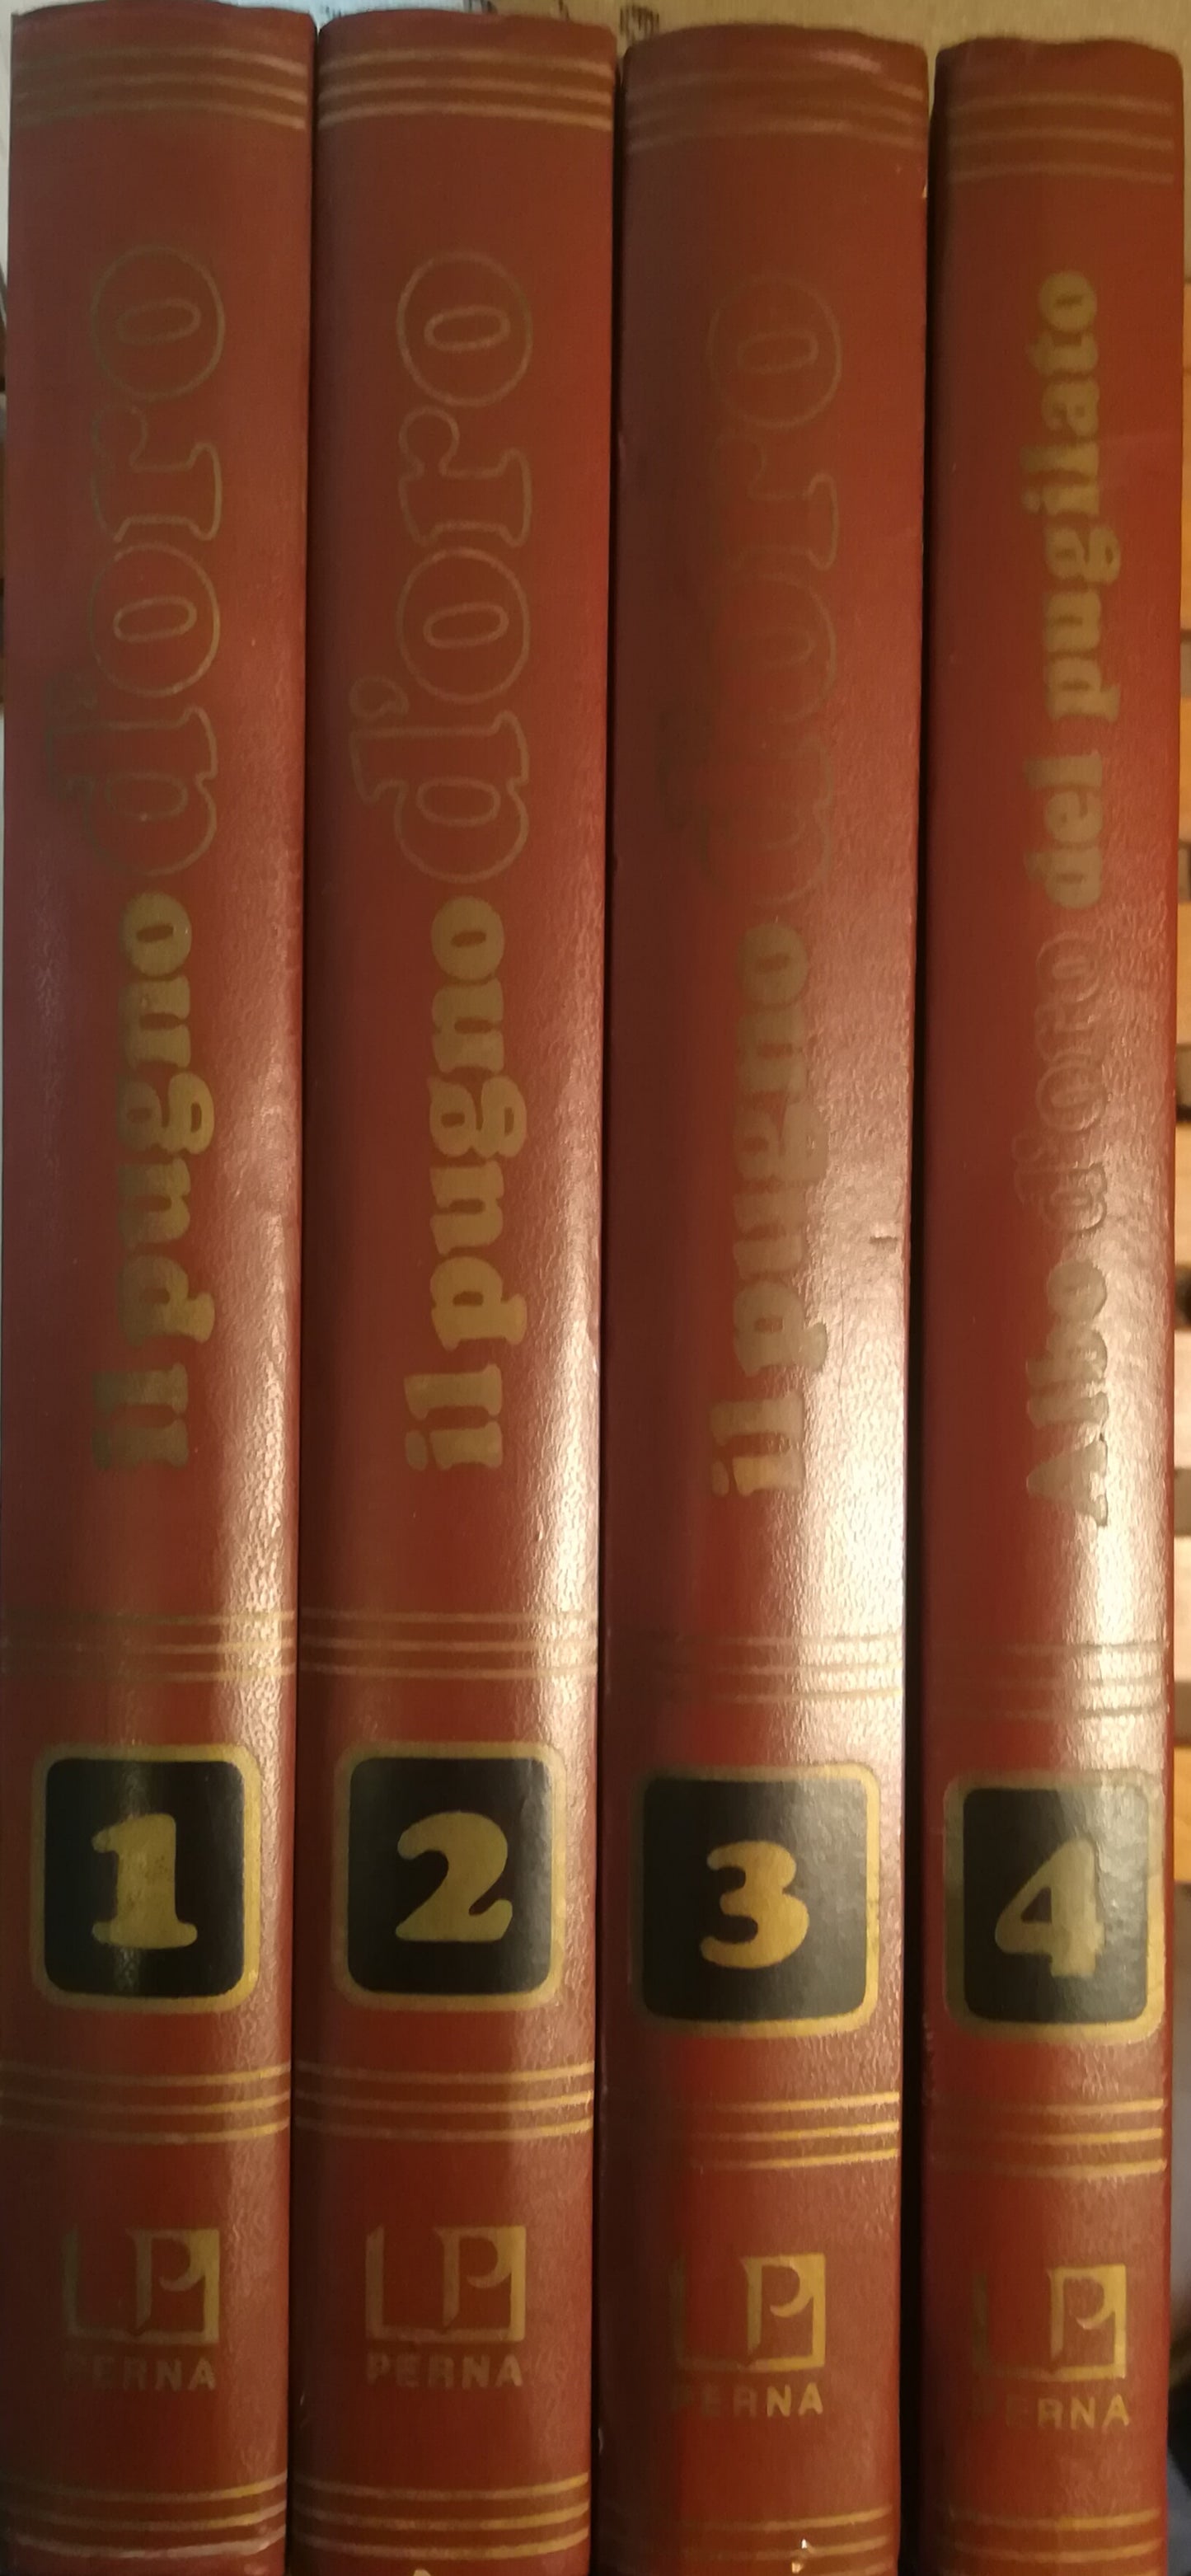 il pugno d'oro
1
LP
PERNA
il pugno d'oro
2
LP
PERNA
il pugno d'oro
3
LP
PERNA
Albo d'oro del pugilato
4
LP
PERNA